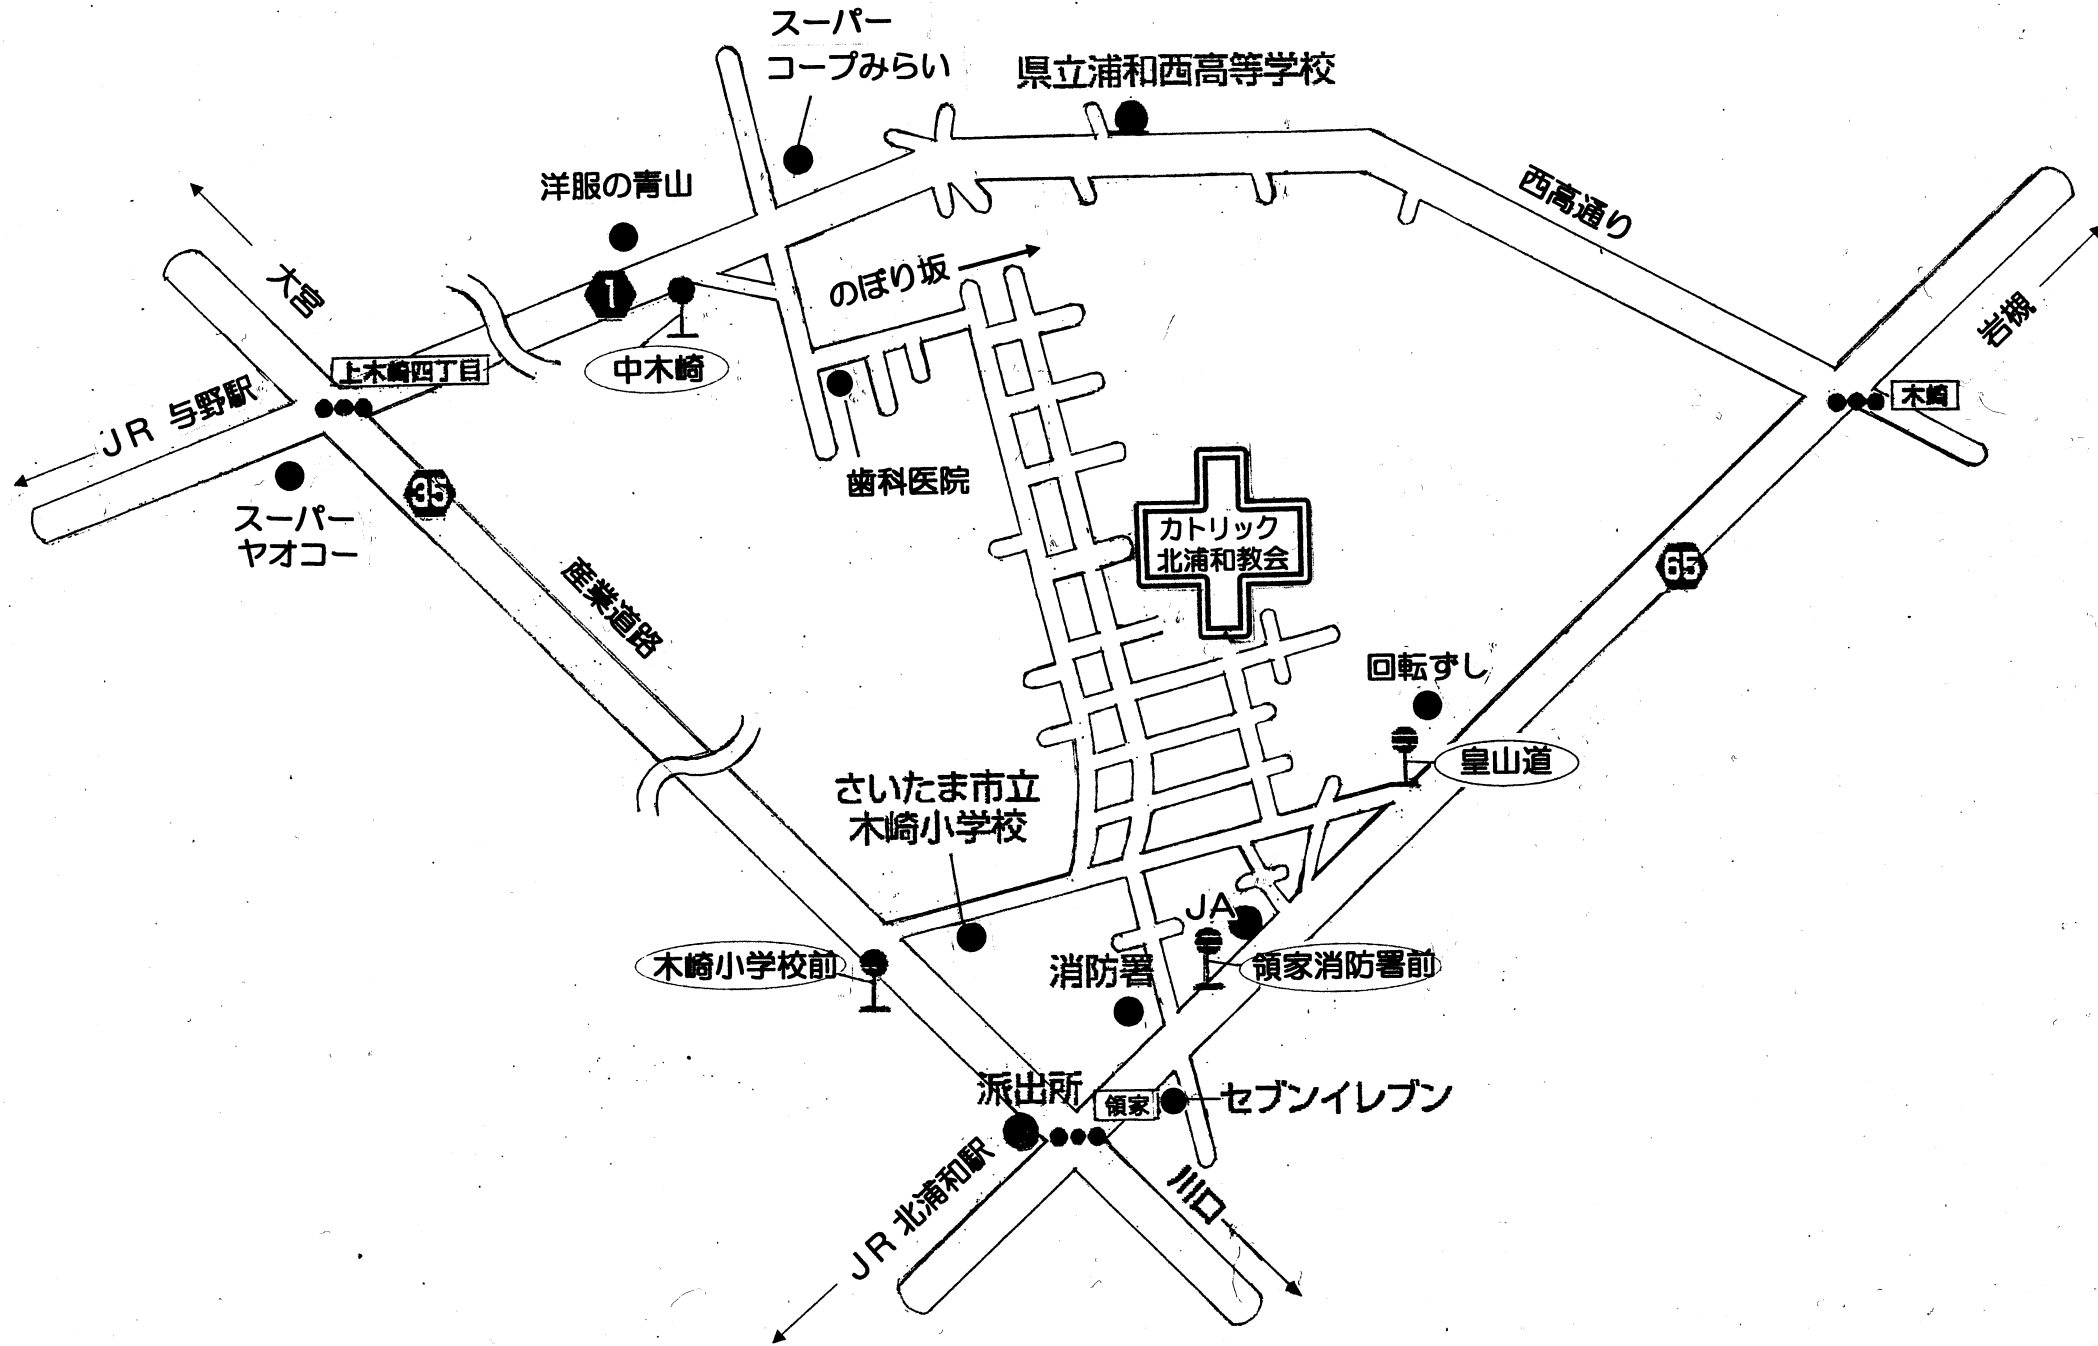 スーパー
コープみらい
県立浦和西高等学校
洋服の青山
西高通り
大宮
のぼり坂
岩槻
1
上木崎四丁目
中木崎
木崎
JR 与野駅
歯科医院
35
スーパー
ヤオコー
カトリック
北浦和教会
65
産業道路
回転ずし
皇山道
さいたま市立
木崎小学校
JA
木崎小学校前
消防署
領家消防署前
派出所
領家
セブンイレブン
JR 北浦和駅
川口